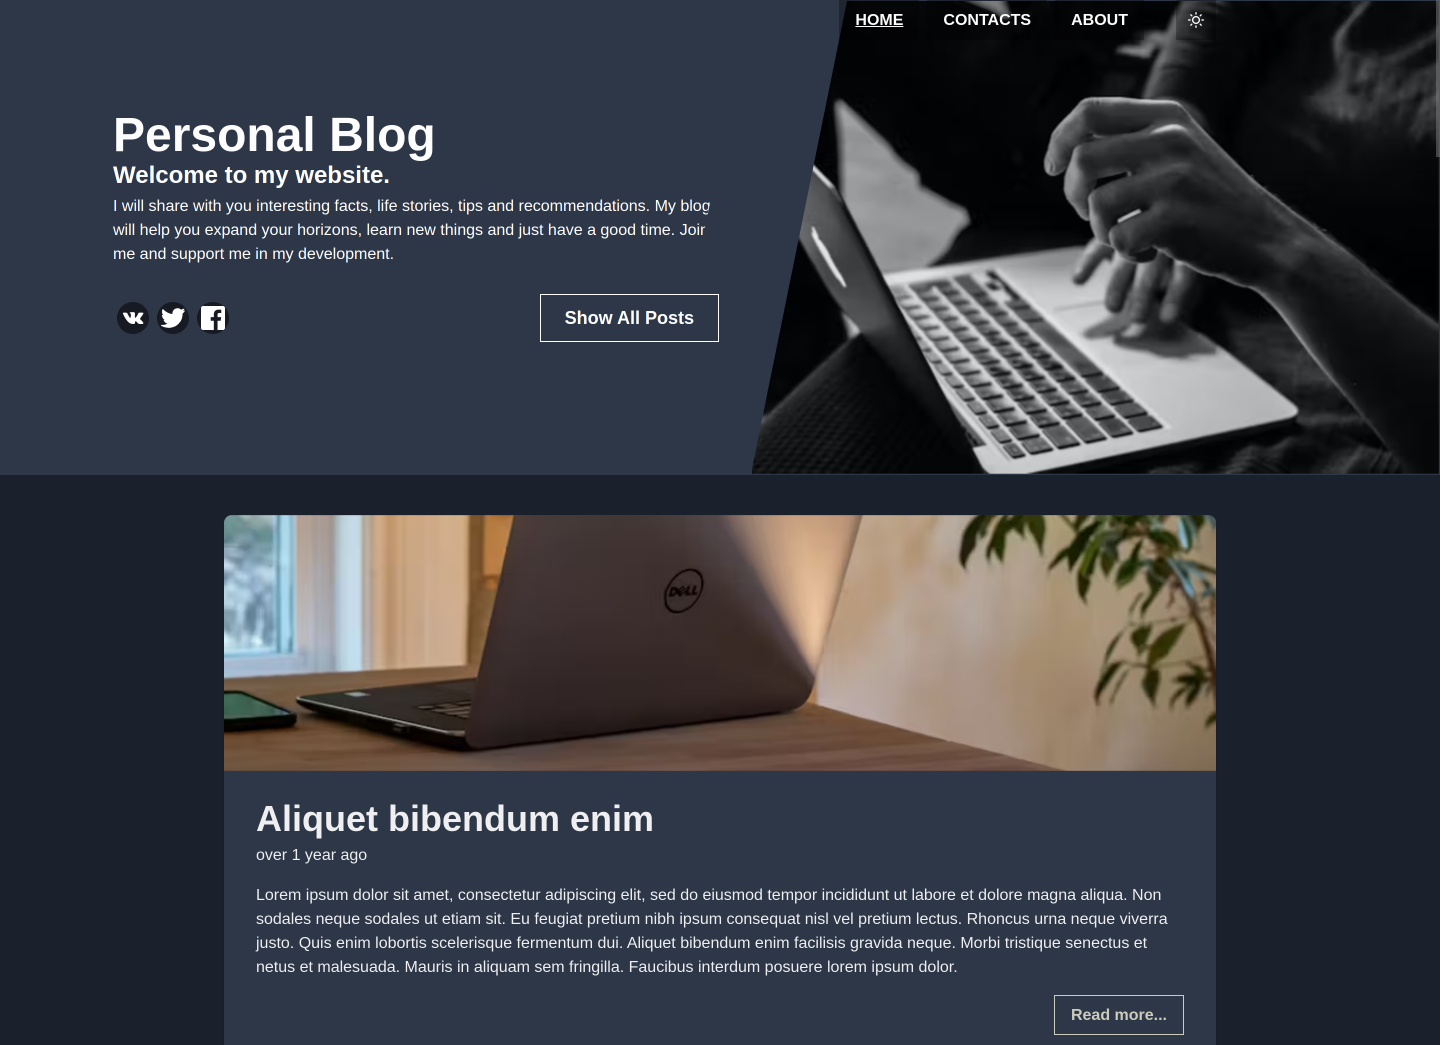 HOME CONTACTS ABOUT
Personal Blog
Welcome to my website.
I will share with you interesting facts, life stories, tips and recommendations. My blog
will help you expand your horizons, learn new things and just have a good time. Joir
me and support me in my development.
Show All Posts
DELL
Aliquet bibendum enim
over 1 year ago
Lorem ipsum dolor sit amet, consectetur adipiscing elit, sed do eiusmod tempor incididunt ut labore et dolore magna aliqua. Non
sodales neque sodales ut etiam sit. Eu feugiat pretium nibh ipsum consequat nisl vel pretium lectus. Rhoncus urna neque viverra
justo. Quis enim lobortis scelerisque fermentum dui. Aliquet bibendum enim facilisis gravida neque. Morbi tristique senectus et
netus et malesuada. Mauris in aliquam sem fringilla. Faucibus interdum posuere lorem ipsum dolor.
Read more...